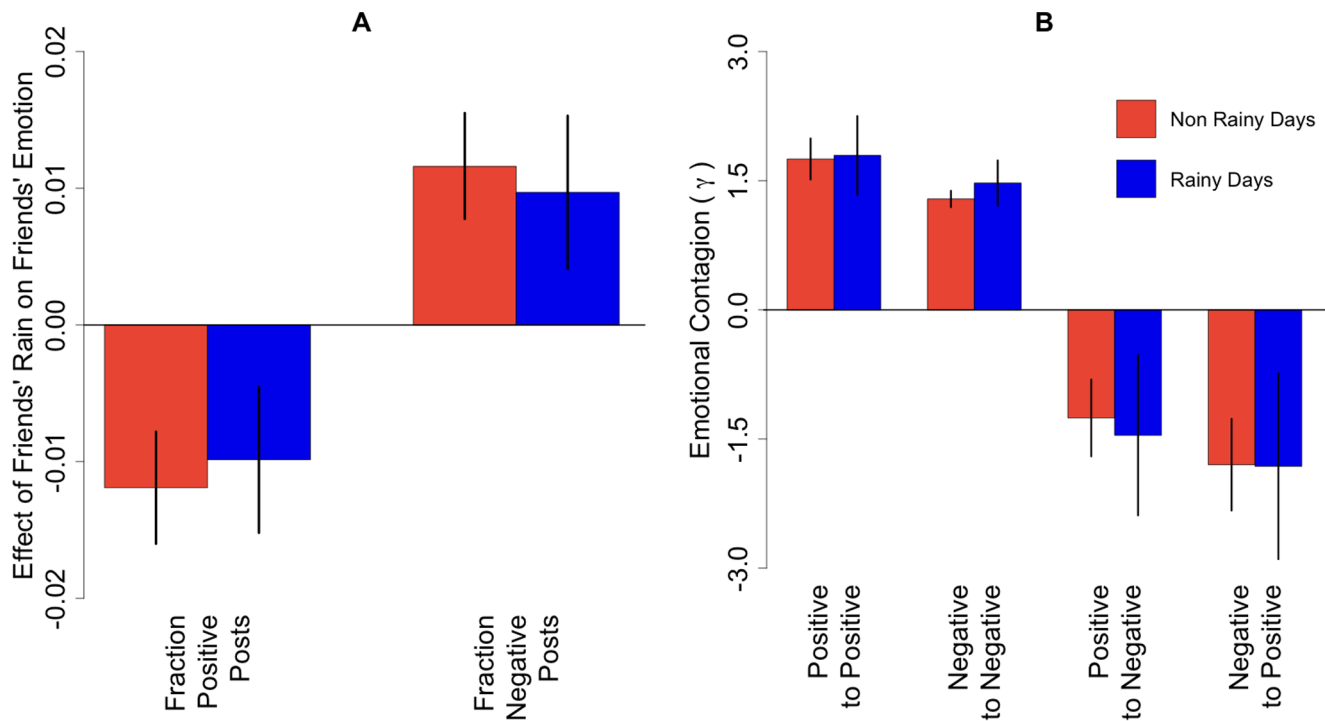 A
Effect of Friends' Rain on Friends' Emotion
0.02
0.01
0.00
-0.01
-0.02
Fraction
Positive
Posts
Fraction
Negative
Posts
B
Emotional Contagion ( γ )
3.0
1.5
0.0
-1.5
-3.0
Non Rainy Days
Rainy Days
Positive
to Positive
Negative
to Negative
Positive
to Negative
Negative
to Positive